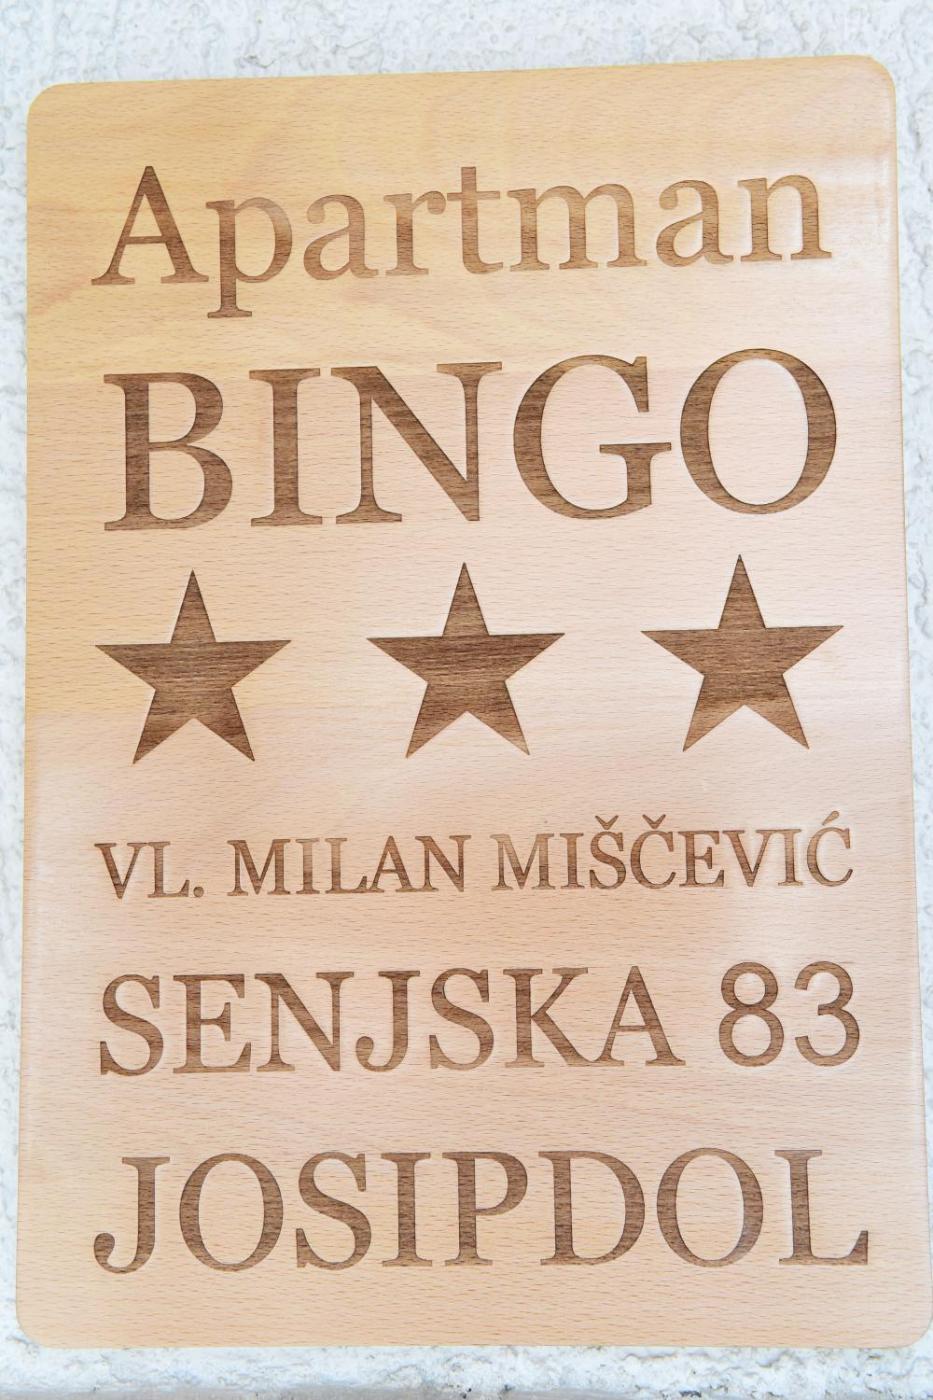 Apartman
BINGO
VL. MILAN MIŠČEVIĆ
SENJSKA 83
JOSIPDOL